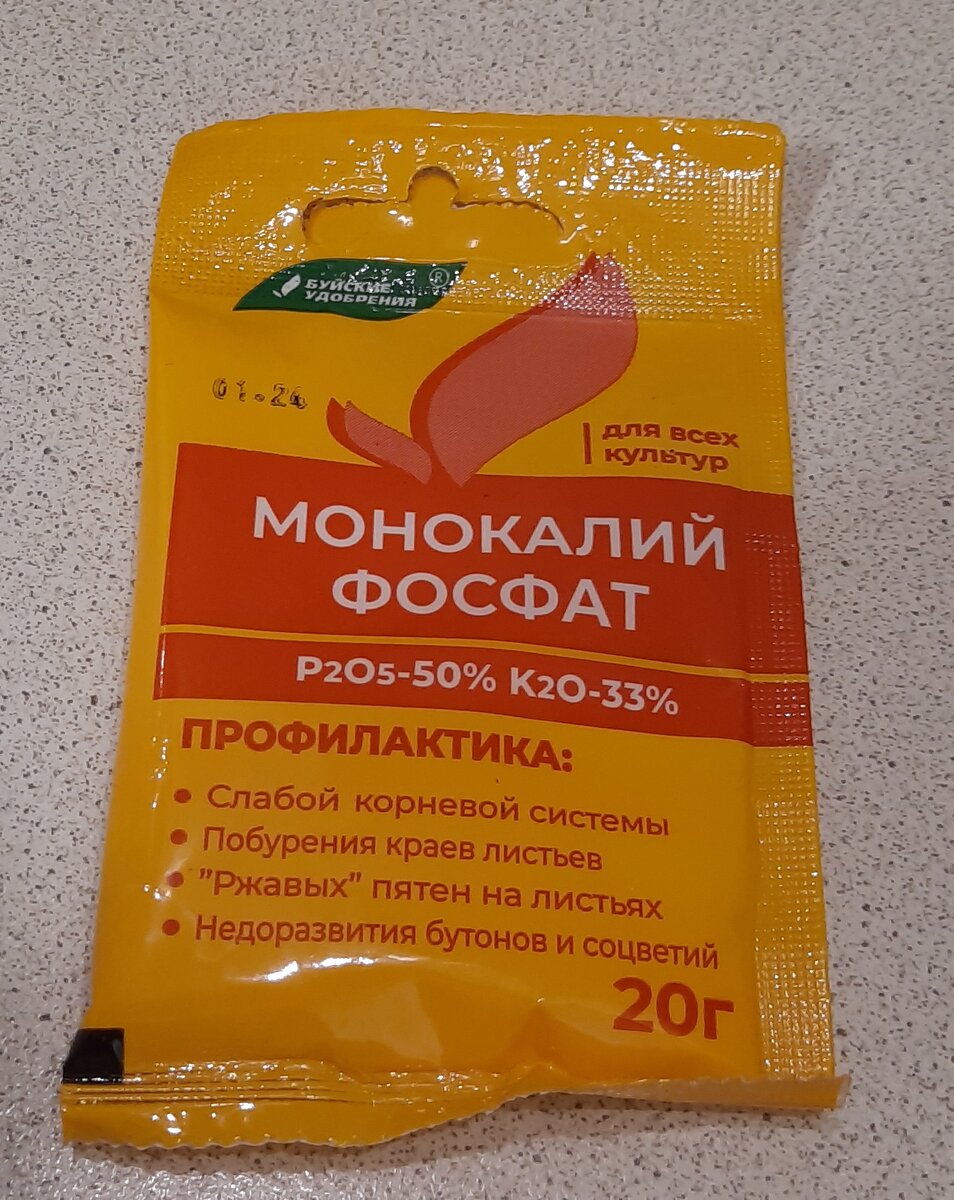 БУЙСКИЕ ®
УДОБРЕНИЯ
01.24
для всех
культур
МОНОКАЛИЙ
ФОСФАТ
P2O5-50% K2O-33%
ПРОФИЛАКТИКА:
• Слабой корневой системы
• Побурения краев листьев
• "Ржавых" пятен на листьях
• Недоразвития бутонов и соцветий
20г